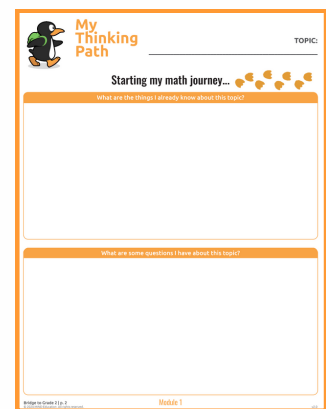 My
Thinking
Path
TOPIC:
Starting my math journey...
What are the things I already know about this topic?
What are some questions I have about this topic?
Bridge to Grade 2 | p. 2
Module 1